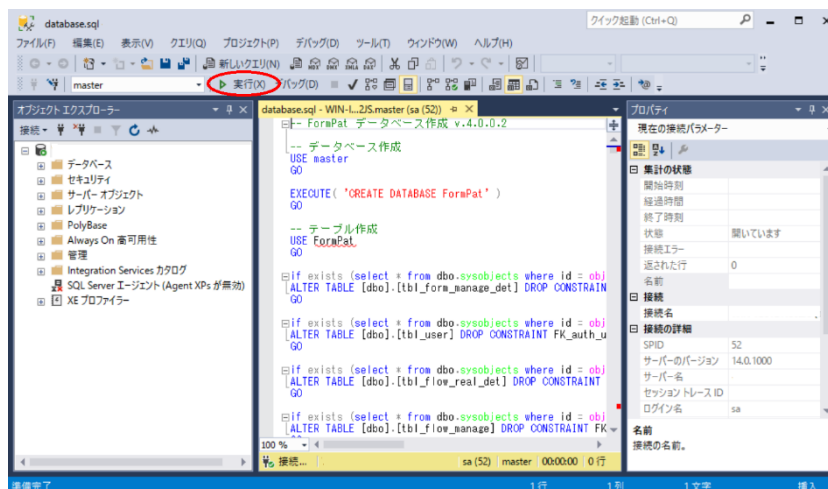 database.sql
クイック起動 (Ctrl+Q)
ファイル(F) 編集(E) 表示(V) クエリ(Q) プロジェクト(P) デバッグ(D) ツール(T) ウィンドウ(W) ヘルプ(H)
新しいクエリ(N)
master
実行(X) デバッグ(D)
オブジェクト エクスプローラー
接続
データベース
セキュリティ
サーバー オブジェクト
レプリケーション
PolyBase
Always On 高可用性
管理
Integration Services カタログ
SQL Server エージェント (Agent XPs が無効)
XE プロファイラー
database.sql - WIN-I...2JS.master (sa (52))
-- FormPat データベース作成 v.4.0.0.2
-- データベース作成
USE master
GO
EXECUTE( 'CREATE DATABASE FormPat' )
GO
-- テーブル作成
USE FormPat
GO
if exists (select * from dbo.sysobjects where id = obj
ALTER TABLE [dbo].[tbl_form_manage_det] DROP CONSTRAIN
GO
if exists (select * from dbo.sysobjects where id = obj
ALTER TABLE [dbo].[tbl_user] DROP CONSTRAINT FK_auth_u
GO
if exists (select * from dbo.sysobjects where id = obj
ALTER TABLE [dbo].[tbl_flow_real_det] DROP CONSTRAINT
GO
if exists (select * from dbo.sysobjects where id = obj
ALTER TABLE [dbo].[tbl_flow_manage] DROP CONSTRAINT FK
100 %
接続...
sa (52) master 00:00:00 0 行
プロパティ
現在の接続パラメーター
集計の状態
開始時刻
経過時間
終了時刻
状態 開いています
接続エラー
返された行 0
名前
接続
接続名
接続の詳細
SPID 52
サーバーのバージョン 14.0.1000
サーバー名
セッション トレース ID
ログイン名 sa
名前
接続の名前。
準備完了 1 行 1 列 1 文字 挿入